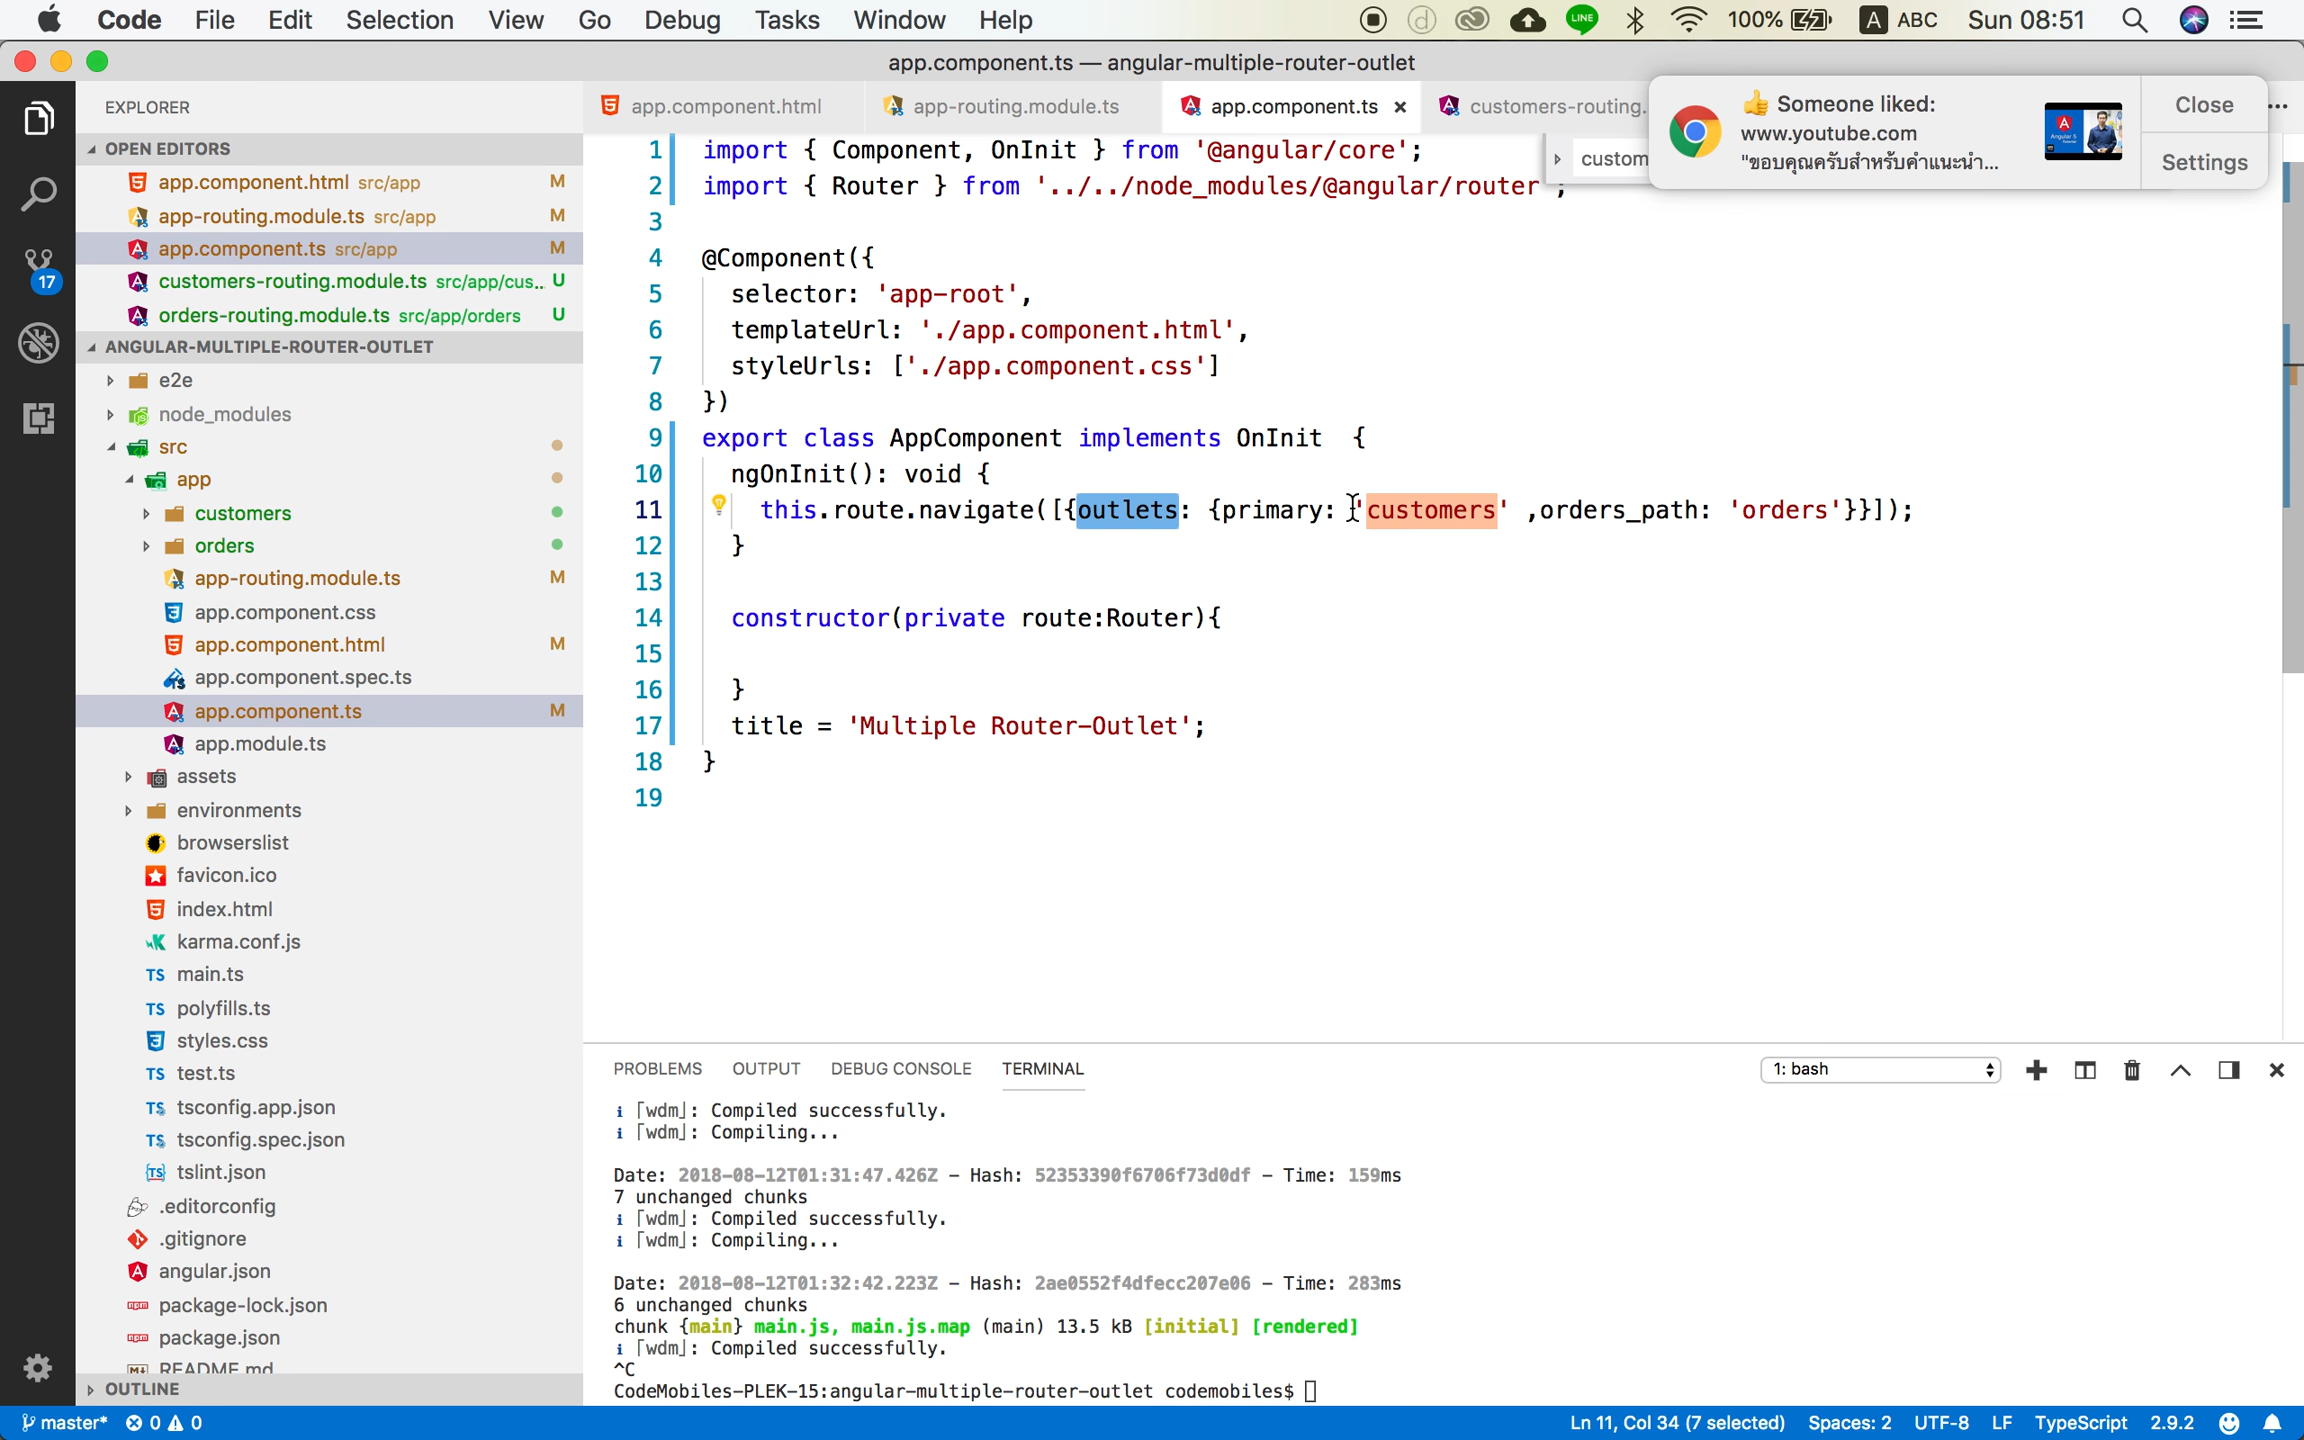 Code File Edit Selection View Go Debug Tasks Window Help LINE 100% A ABC Sun 08:51
app.component.ts — angular-multiple-router-outlet
EXPLORER
OPEN EDITORS
app.component.html src/app M
app-routing.module.ts src/app M
app.component.ts src/app M
customers-routing.module.ts src/app/cus... U
orders-routing.module.ts src/app/orders U
17
ANGULAR-MULTIPLE-ROUTER-OUTLET
e2e
node_modules
src
app
customers
orders
app-routing.module.ts M
app.component.css
app.component.html M
app.component.spec.ts
app.component.ts M
app.module.ts
assets
environments
browserslist
favicon.ico
index.html
karma.conf.js
main.ts
polyfills.ts
styles.css
test.ts
tsconfig.app.json
tsconfig.spec.json
tslint.json
.editorconfig
.gitignore
angular.json
package-lock.json
package.json
README.md
OUTLINE
app.component.html app-routing.module.ts app.component.ts customers-routing.
custom
👍 Someone liked:
www.youtube.com
"ขอบคุณครับสำหรับคำแนะนำ...
Close
Settings
1 import { Component, OnInit } from '@angular/core';
2 import { Router } from '../../node_modules/@angular/router';
3
4 @Component({
5 selector: 'app-root',
6 templateUrl: './app.component.html',
7 styleUrls: ['./app.component.css']
8 })
9 export class AppComponent implements OnInit {
10 ngOnInit(): void {
11 this.route.navigate([{outlets: {primary: 'customers' ,orders_path: 'orders'}}]);
12 }
13
14 constructor(private route:Router){
15
16 }
17 title = 'Multiple Router-Outlet';
18 }
19
PROBLEMS OUTPUT DEBUG CONSOLE TERMINAL 1: bash
i ｢wdm｣: Compiled successfully.
i ｢wdm｣: Compiling...
Date: 2018-08-12T01:31:47.426Z - Hash: 52353390f6706f73d0df - Time: 159ms
7 unchanged chunks
i ｢wdm｣: Compiled successfully.
i ｢wdm｣: Compiling...
Date: 2018-08-12T01:32:42.223Z - Hash: 2ae0552f4dfecc207e06 - Time: 283ms
6 unchanged chunks
chunk {main} main.js, main.js.map (main) 13.5 kB [initial] [rendered]
i ｢wdm｣: Compiled successfully.
^C
CodeMobiles-PLEK-15:angular-multiple-router-outlet codemobiles$
master* 0 0 Ln 11, Col 34 (7 selected) Spaces: 2 UTF-8 LF TypeScript 2.9.2